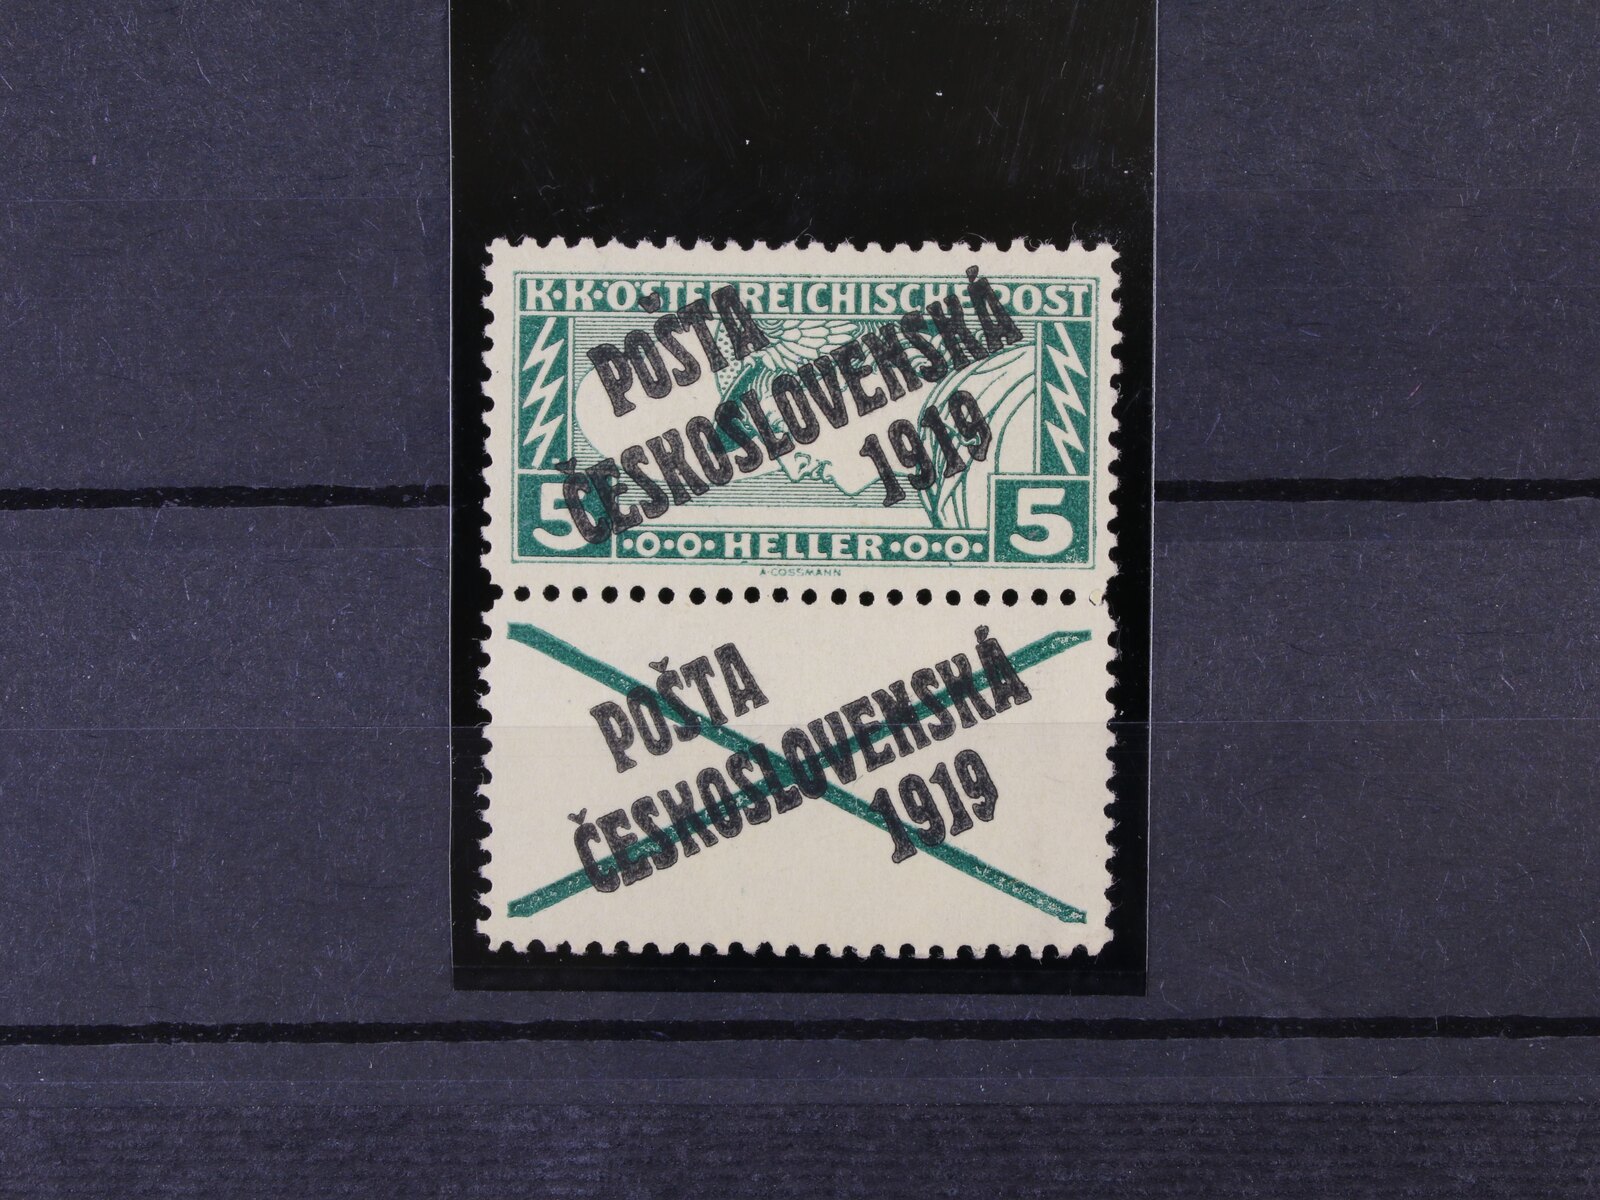 K·K·ÖSTERREICHISCHE POST
POŠTA
ČESKOSLOVENSKÁ
1919
5 ·O·O· HELLER ·O·O· 5
A·COSSMANN
POŠTA
ČESKOSLOVENSKÁ
1919